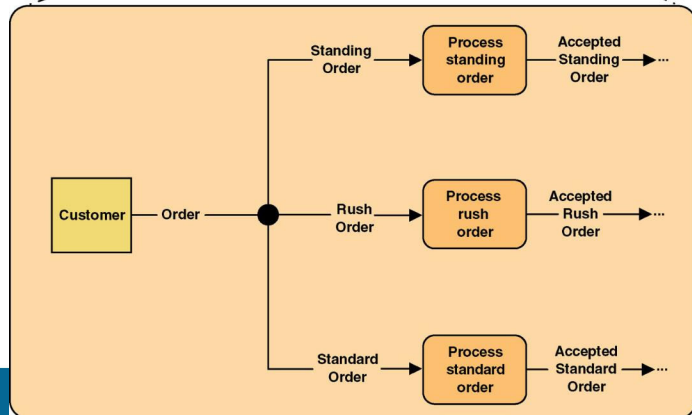 Standing
Order
Process
standing
order
Accepted
Standing
Order
...
Customer
Order
Rush
Order
Process
rush
order
Accepted
Rush
Order
...
Standard
Order
Process
standard
order
Accepted
Standard
Order
...